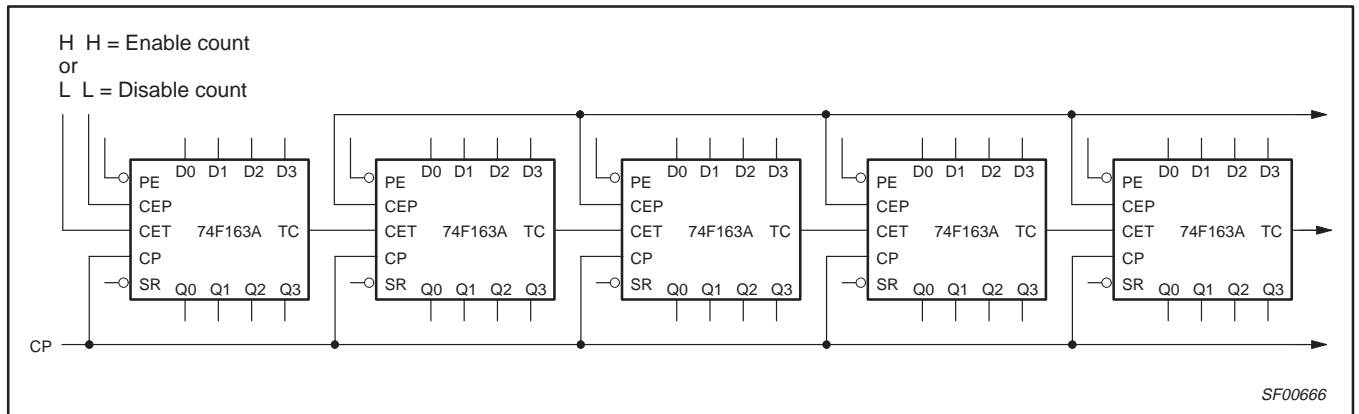 H H = Enable count
or
L L = Disable count
D0 D1 D2 D3
PE
CEP
CET 74F163A TC
CP
SR Q0 Q1 Q2 Q3
D0 D1 D2 D3
PE
CEP
CET 74F163A TC
CP
SR Q0 Q1 Q2 Q3
D0 D1 D2 D3
PE
CEP
CET 74F163A TC
CP
SR Q0 Q1 Q2 Q3
D0 D1 D2 D3
PE
CEP
CET 74F163A TC
CP
SR Q0 Q1 Q2 Q3
D0 D1 D2 D3
PE
CEP
CET 74F163A TC
CP
SR Q0 Q1 Q2 Q3
CP
SF00666